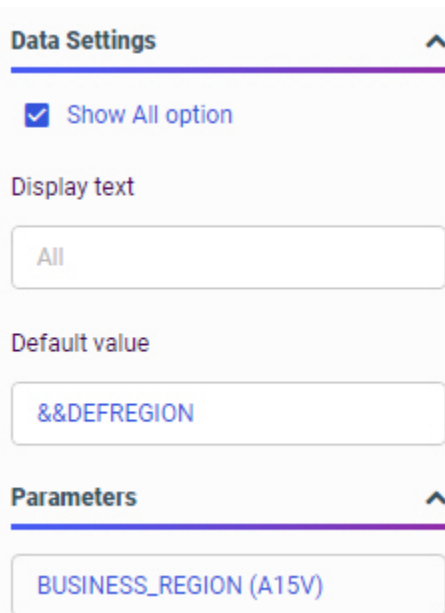 Data Settings
Show All option
Display text
All
Default value
&&DEFREGION
Parameters
BUSINESS_REGION (A15V)